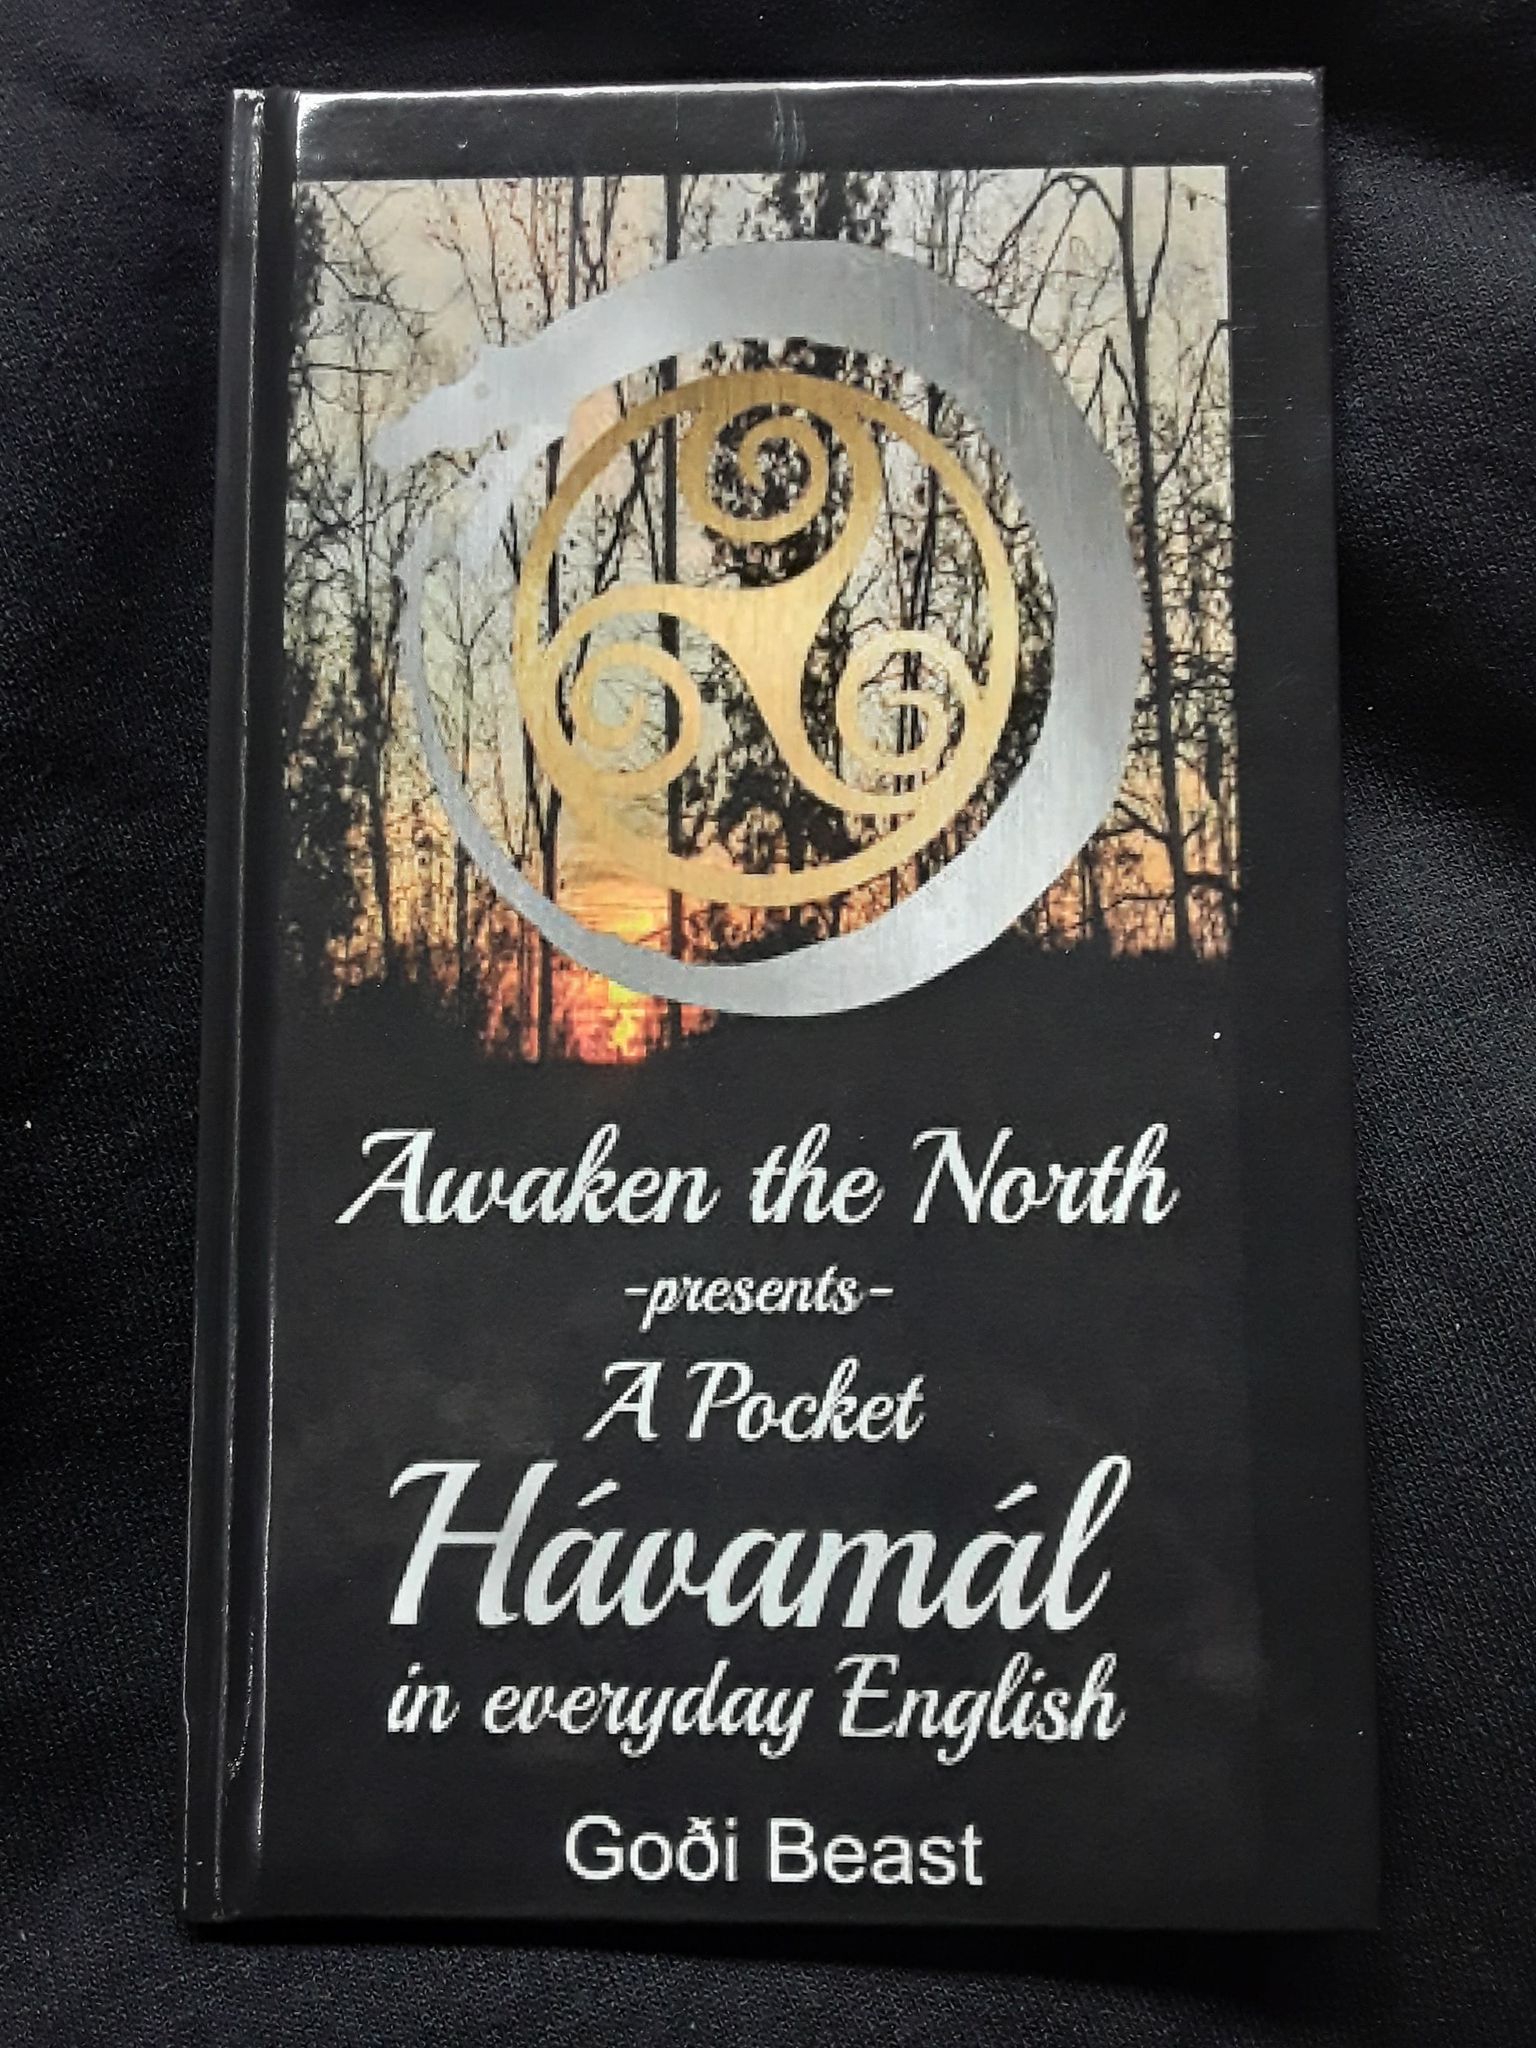 Awaken the North
-presents-
A Pocket
Hávamál
in everyday English
Goði Beast